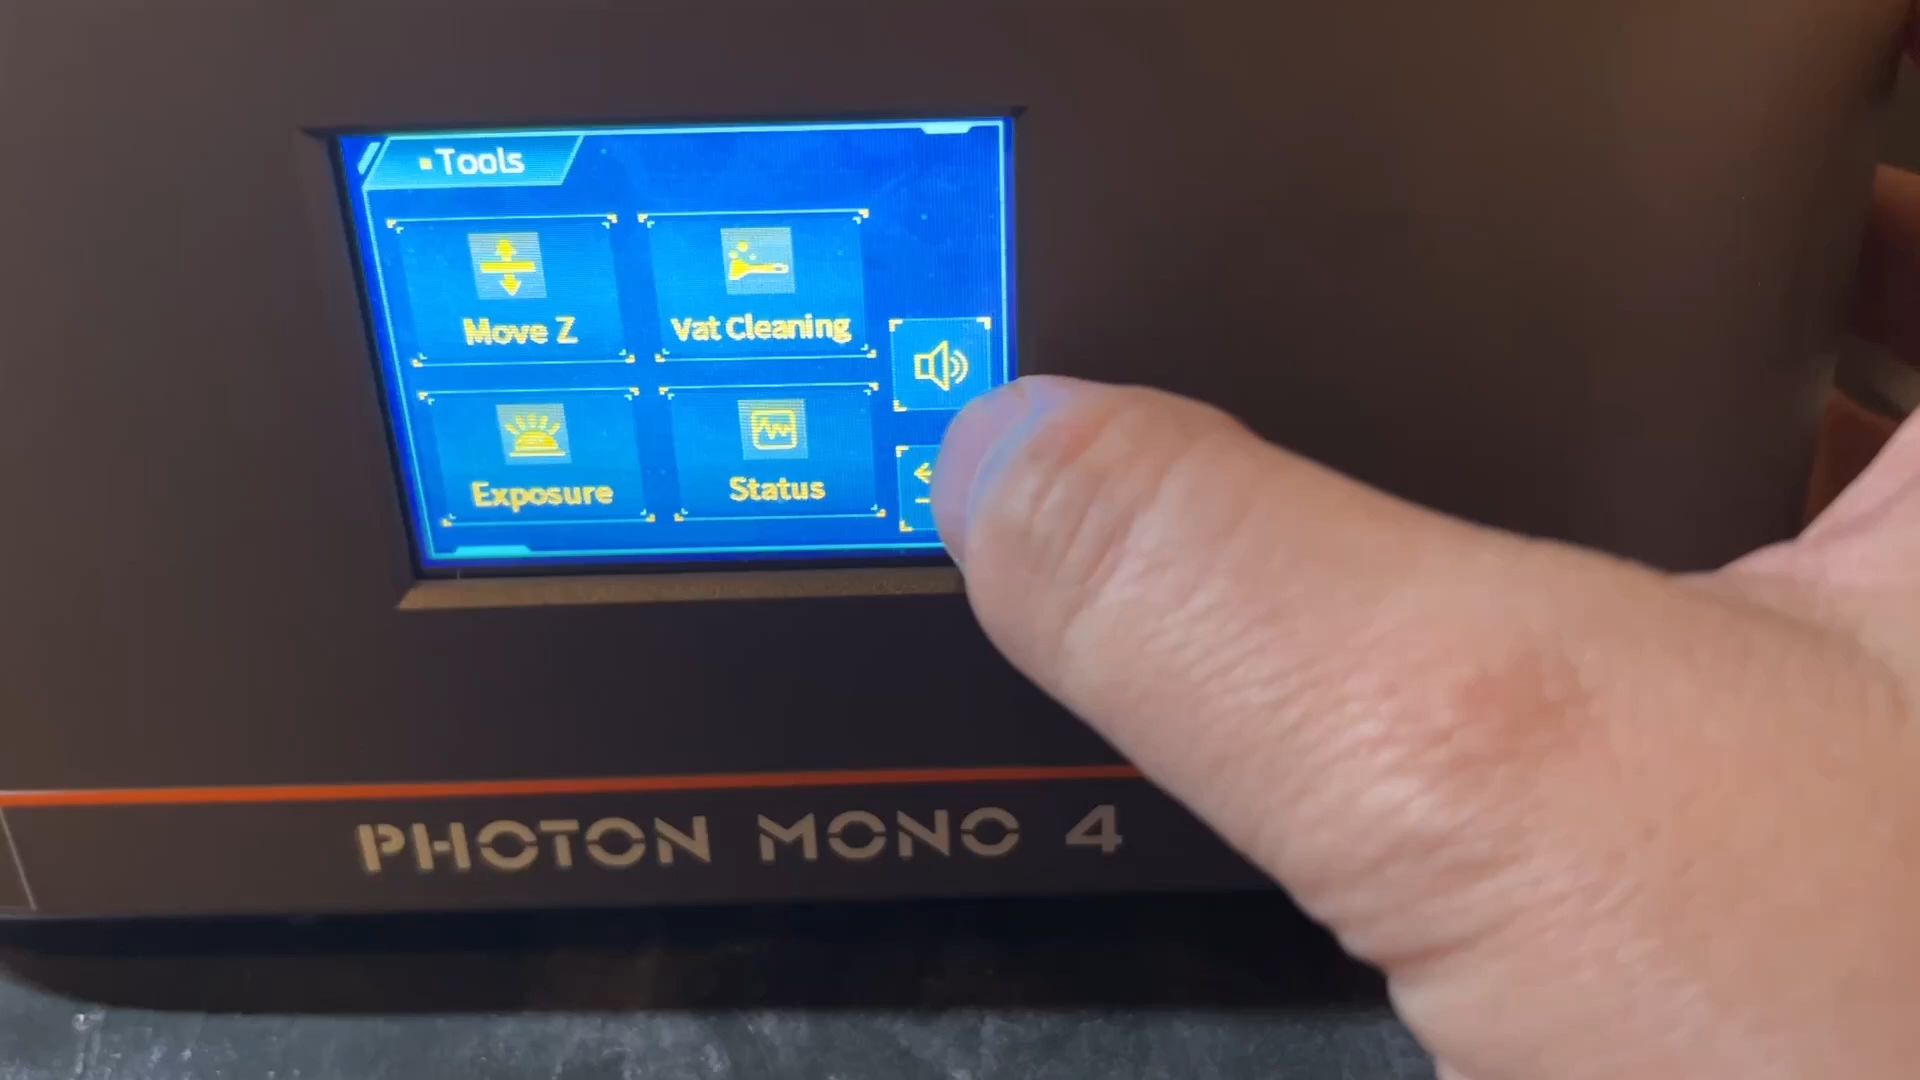 Tools
Move Z
Vat Cleaning
Exposure
Status
PHOTON MONO 4